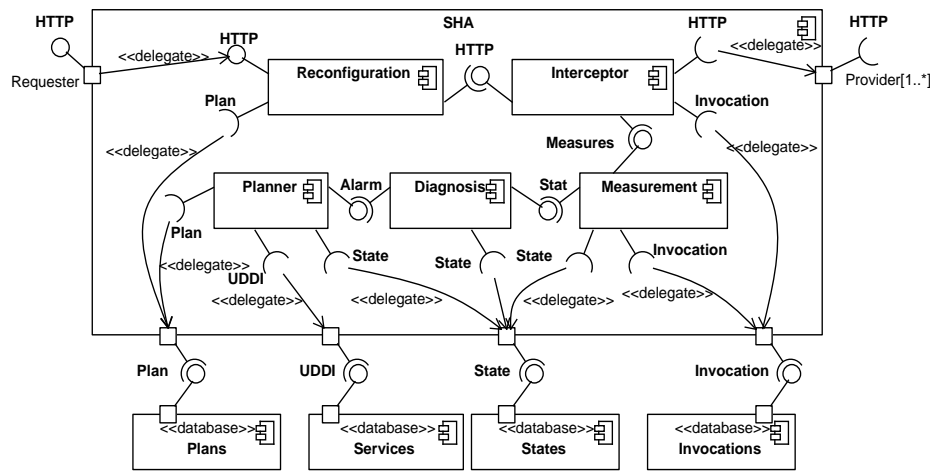 SHA
HTTP
HTTP
<<delegate>>
HTTP
HTTP
HTTP
<<delegate>>
Requester
Reconfiguration
Interceptor
Provider[1..*]
Plan
Invocation
<<delegate>>
Measures
<<delegate>>
Planner
Alarm
Diagnosis
Stat
Measurement
Plan
<<delegate>>
UDDI
State
State
State
Invocation
<<delegate>>
<<delegate>>
<<delegate>>
<<delegate>>
Plan
UDDI
State
Invocation
<<database>>
Plans
<<database>>
Services
<<database>>
States
<<database>>
Invocations